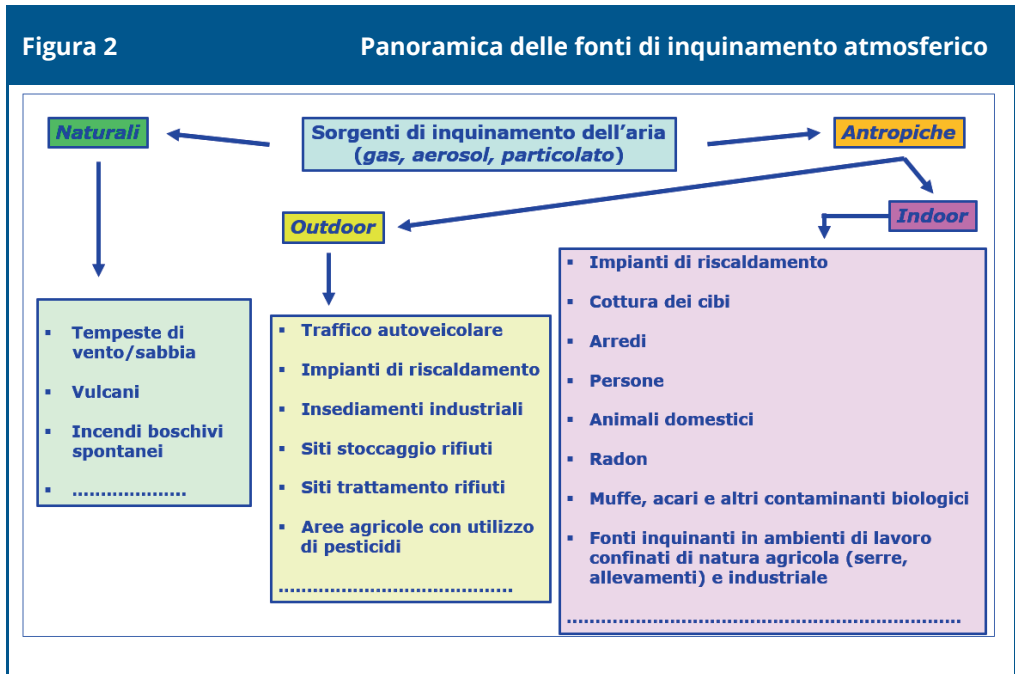 Figura 2
Panoramica delle fonti di inquinamento atmosferico
Naturali
Sorgenti di inquinamento dell'aria
(gas, aerosol, particolato)
Antropiche
Outdoor
Indoor
▪ Tempeste di
vento/sabbia
▪ Vulcani
▪ Incendi boschivi
spontanei
▪ ....................
▪ Traffico autoveicolare
▪ Impianti di riscaldamento
▪ Insediamenti industriali
▪ Siti stoccaggio rifiuti
▪ Siti trattamento rifiuti
▪ Aree agricole con utilizzo
di pesticidi
.........................................
▪ Impianti di riscaldamento
▪ Cottura dei cibi
▪ Arredi
▪ Persone
▪ Animali domestici
▪ Radon
▪ Muffe, acari e altri contaminanti biologici
▪ Fonti inquinanti in ambienti di lavoro
confinati di natura agricola (serre,
allevamenti) e industriale
.....................................................................